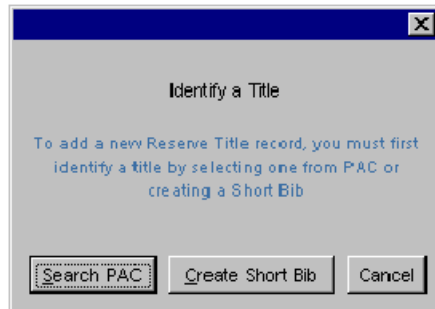 Identify a Title
To add a new Reserve Title record, you must first
identify a title by selecting one from PAC or
creating a Short Bib
Search PAC Create Short Bib Cancel